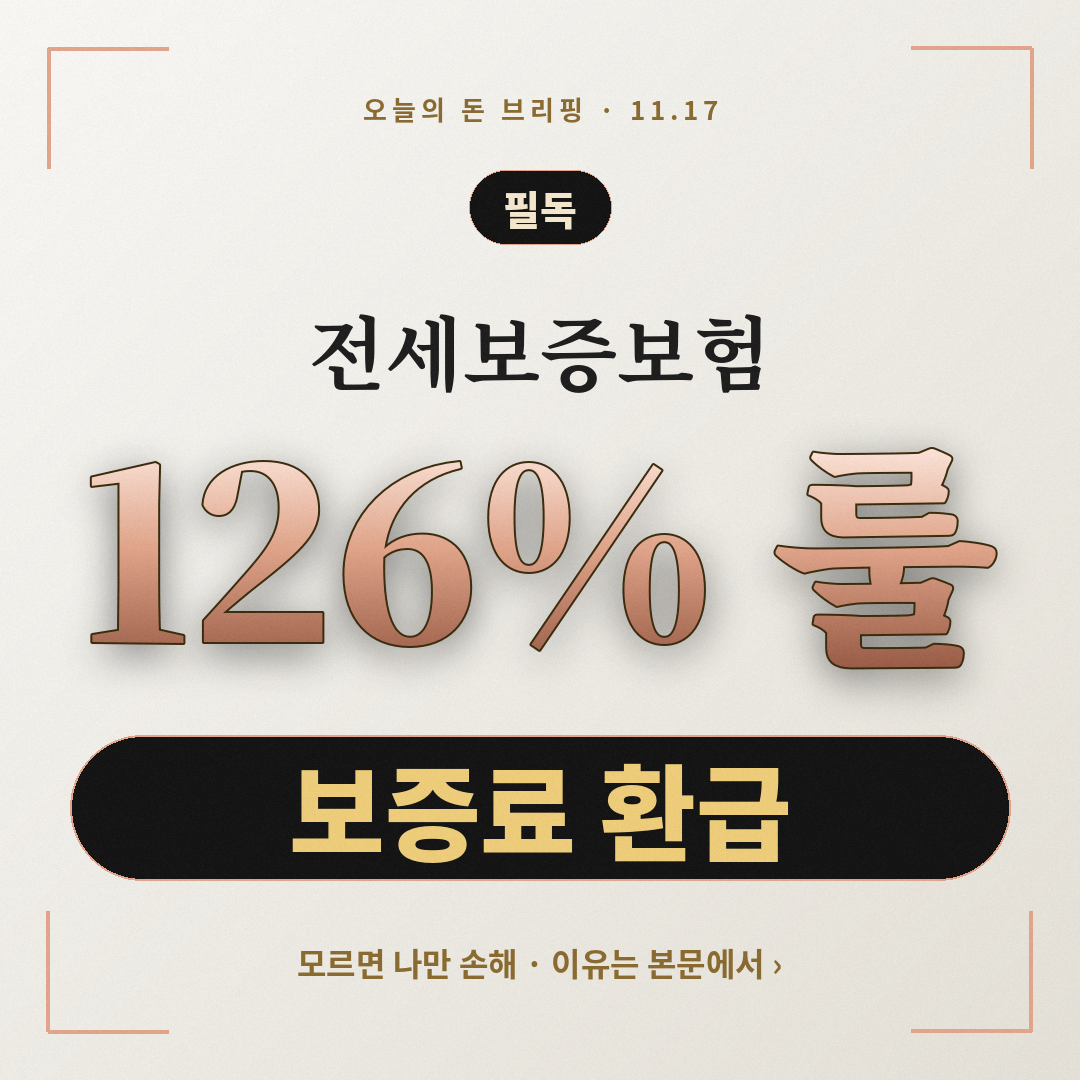 오늘의 돈 브리핑 · 11.17
필독
전세보증보험
126% 룰
보증료 환급
모르면 나만 손해 · 이유는 본문에서 ›